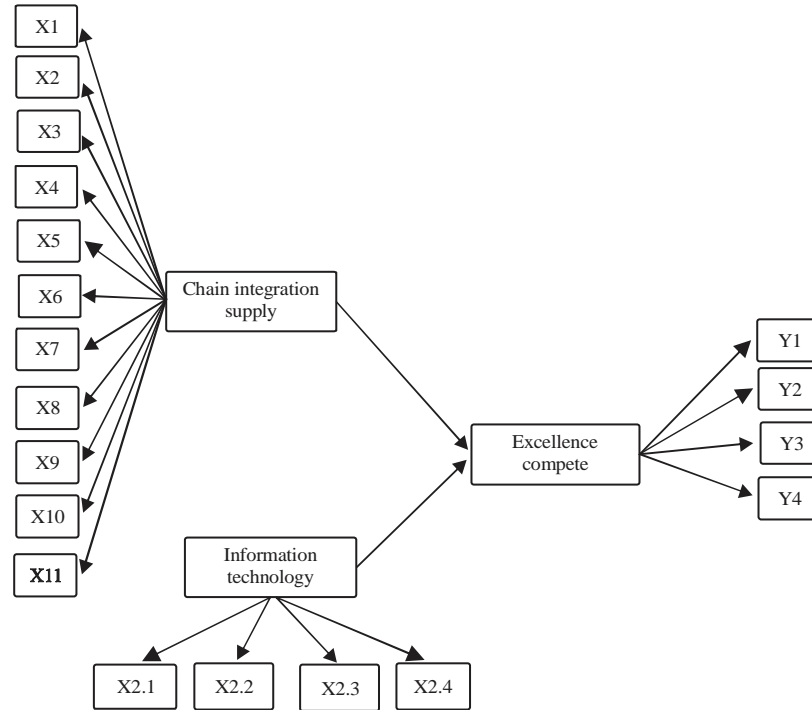 X1
X2
X3
X4
X5
X6
X7
X8
X9
X10
X11
Chain integration
supply
Information
technology
X2.1
X2.2
X2.3
X2.4
Excellence
compete
Y1
Y2
Y3
Y4